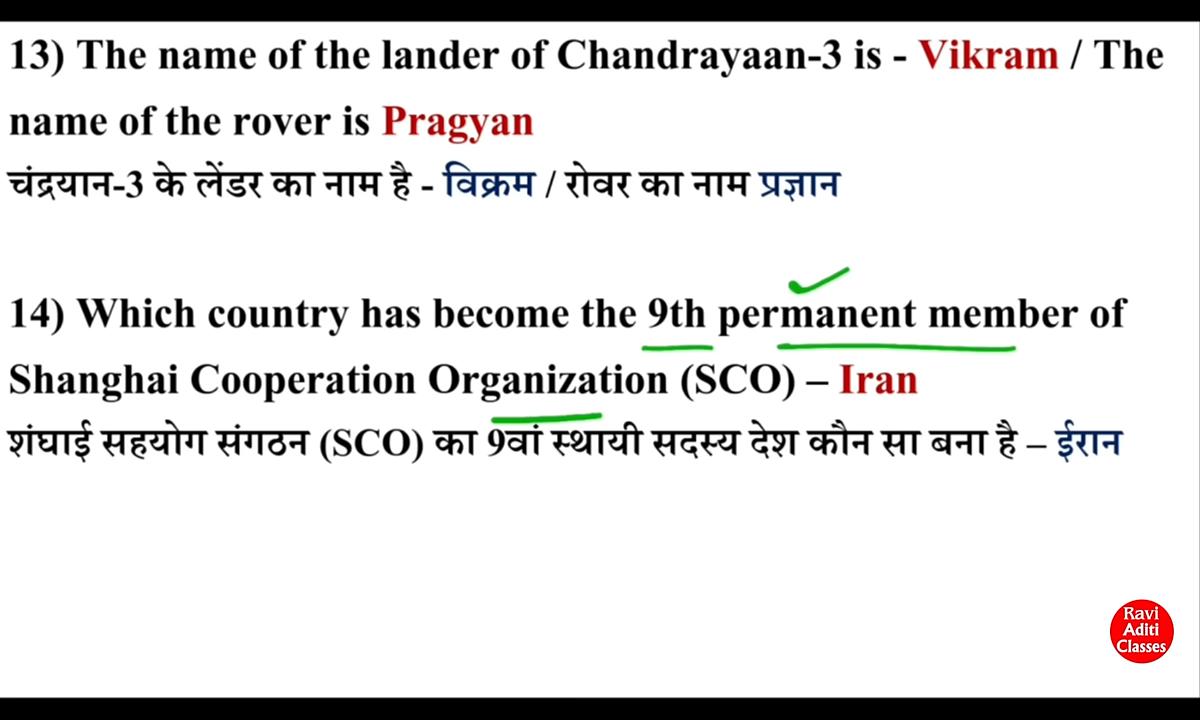 13) The name of the lander of Chandrayaan-3 is - Vikram / The
name of the rover is Pragyan
चंद्रयान-3 के लेंडर का नाम है - विक्रम / रोवर का नाम प्रज्ञान
14) Which country has become the 9th permanent member of
Shanghai Cooperation Organization (SCO) – Iran
शंघाई सहयोग संगठन (SCO) का 9वां स्थायी सदस्य देश कौन सा बना है – ईरान
Ravi
Aditi
Classes